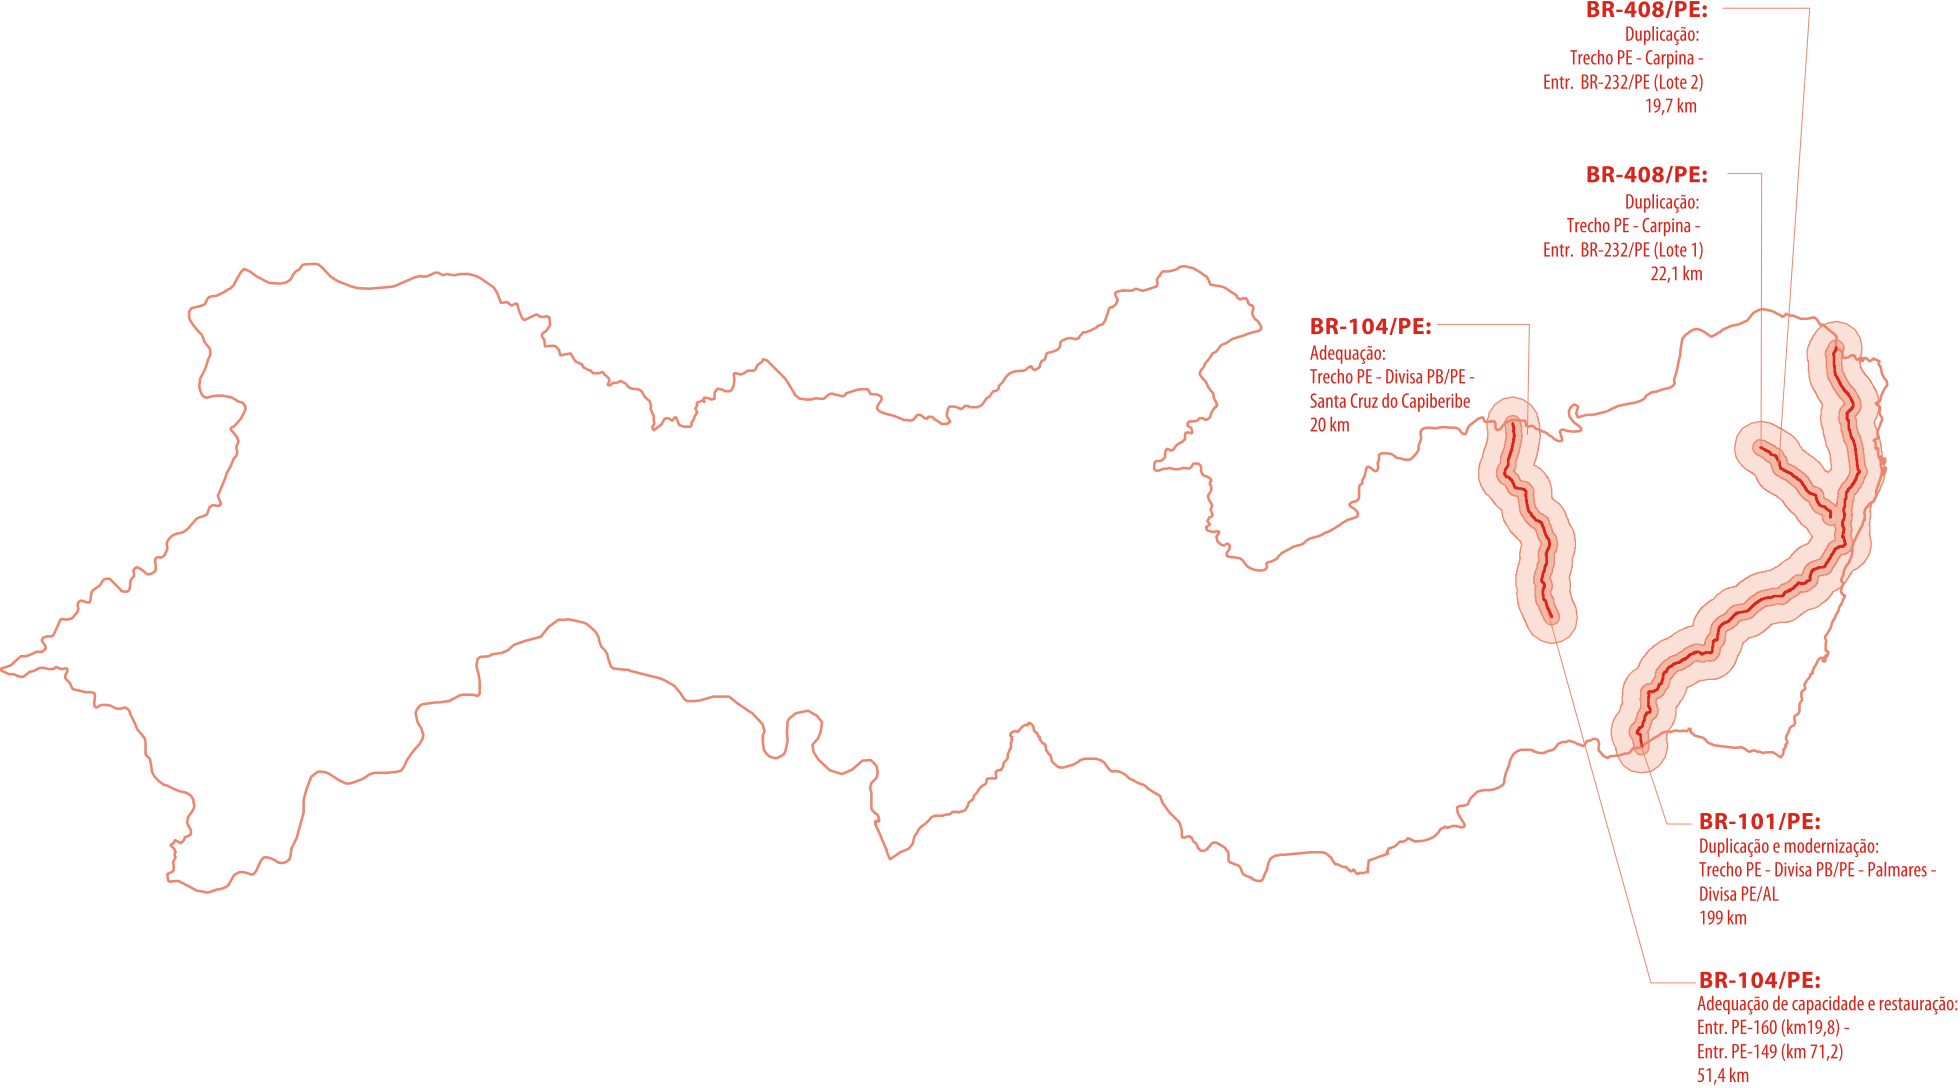 BR-408/PE:
Duplicação:
Trecho PE - Carpina -
Entr. BR-232/PE (Lote 2)
19,7 km
BR-408/PE:
Duplicação:
Trecho PE - Carpina -
Entr. BR-232/PE (Lote 1)
22,1 km
BR-104/PE:
Adequação:
Trecho PE - Divisa PB/PE -
Santa Cruz do Capiberibe
20 km
BR-101/PE:
Duplicação e modernização:
Trecho PE - Divisa PB/PE - Palmares -
Divisa PE/AL
199 km
BR-104/PE:
Adequação de capacidade e restauração:
Entr. PE-160 (km19,8) -
Entr. PE-149 (km 71,2)
51,4 km